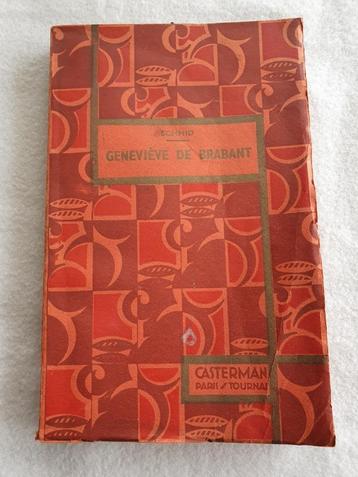 SCHMID
GENEVIÈVE DE BRABANT
CASTERMAN
PARIS TOURNAI